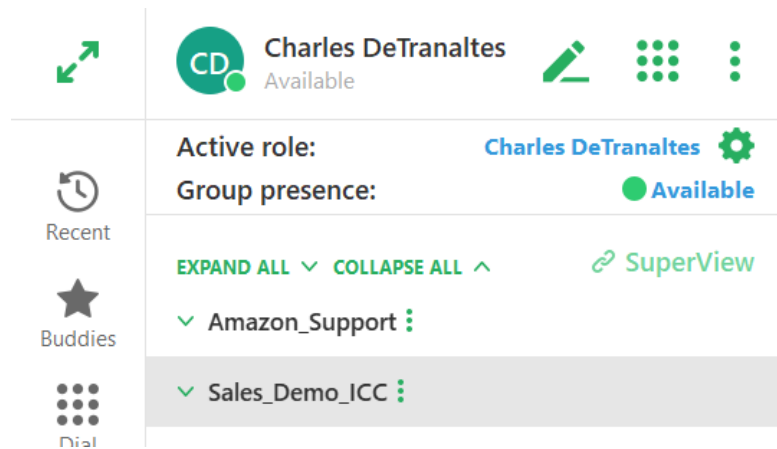 CD
Charles DeTranaltes
Available
Active role: Charles DeTranaltes
Group presence: Available
Recent
EXPAND ALL COLLAPSE ALL SuperView
Amazon_Support
Buddies
Sales_Demo_ICC
Dial